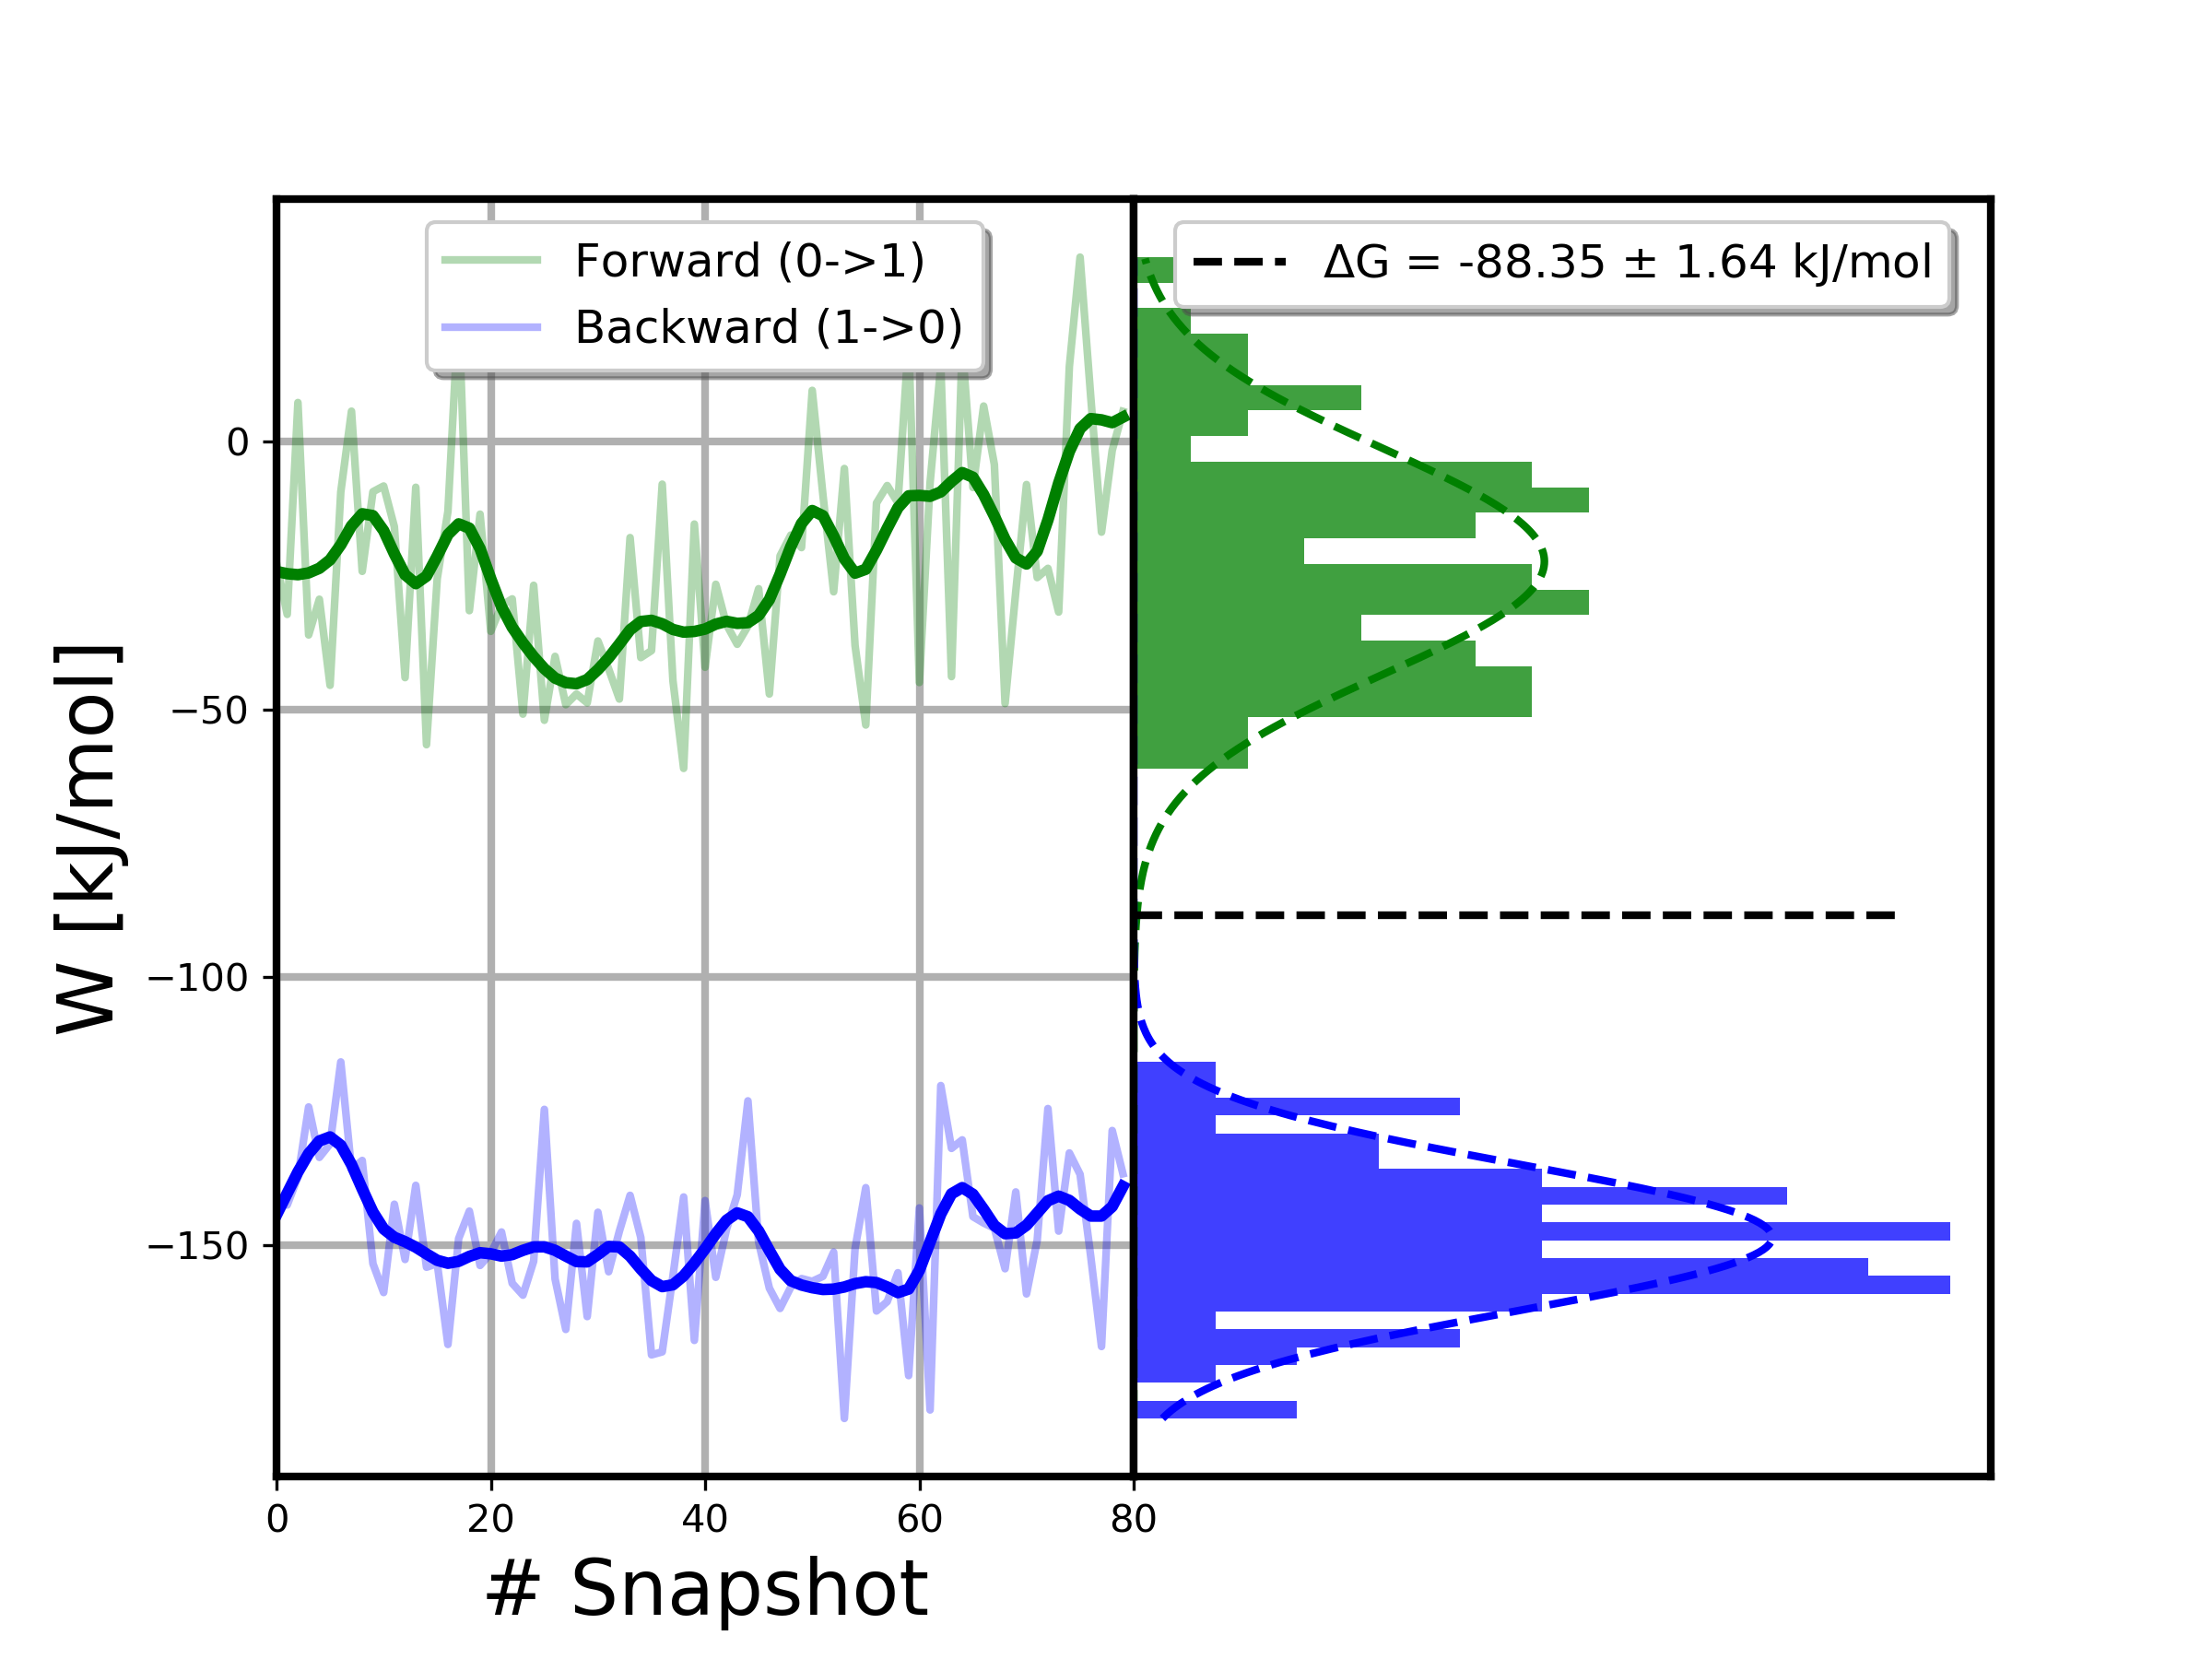 Forward (0->1)
Backward (1->0)
ΔG = -88.35 ± 1.64 kJ/mol
W [kJ/mol]
0
−50
−100
−150
0 20 40 60 80
# Snapshot